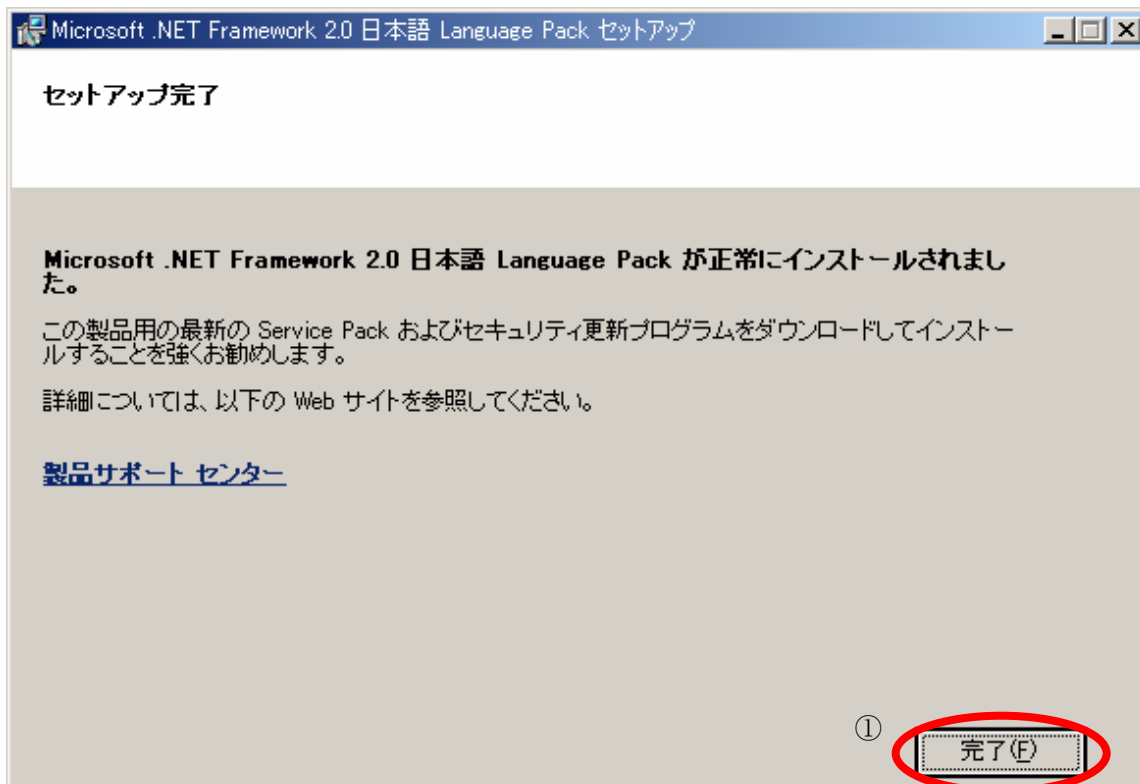 Microsoft .NET Framework 2.0 日本語 Language Pack セットアップ
セットアップ完了
Microsoft .NET Framework 2.0 日本語 Language Pack が正常にインストールされまし
た。
この製品用の最新の Service Pack およびセキュリティ更新プログラムをダウンロードしてインストー
ルすることを強くお勧めします。
詳細については、以下の Web サイトを参照してください。
製品サポート センター
①
完了(F)